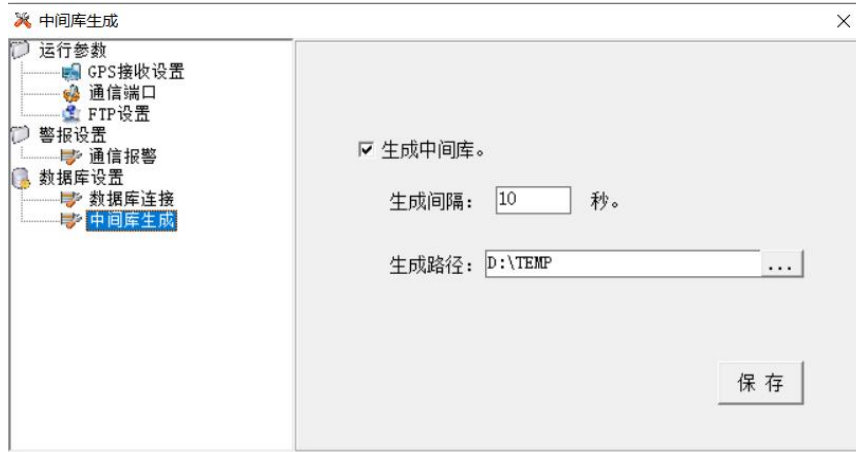 中间库生成
运行参数
GPS接收设置
通信端口
FTP设置
警报设置
通信报警
数据库设置
数据库连接
中间库生成
生成中间库。
生成间隔： 10 秒。
生成路径： D:\TEMP ...
保存